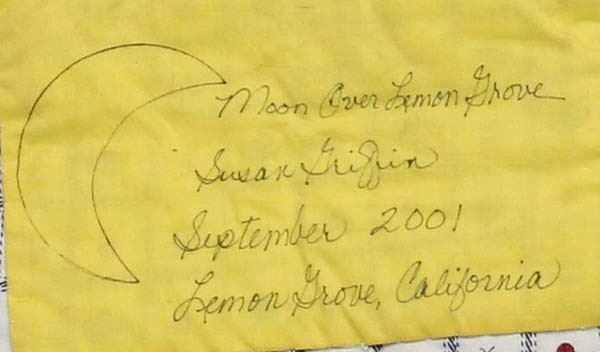 Moon Over Lemon Grove
Susan Griffin
September 2001
Lemon Grove, California